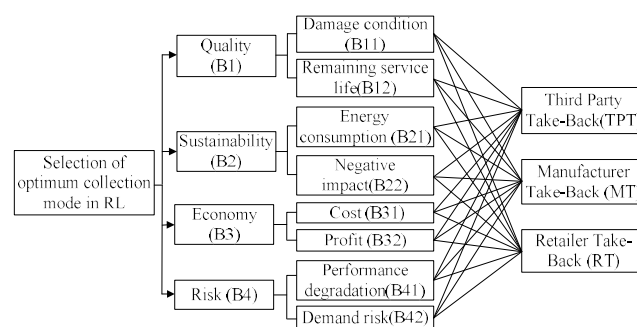 Selection of
optimum collection
mode in RL
Quality
(B1)
Sustainability
(B2)
Economy
(B3)
Risk (B4)
Damage condition
(B11)
Remaining service
life(B12)
Energy
consumption (B21)
Negative
impact(B22)
Cost(B31)
Profit(B32)
Performance
degradation(B41)
Demand risk(B42)
Third Party
Take-Back(TPT)
Manufacturer
Take-Back (MT)
Retailer Take-
Back (RT)